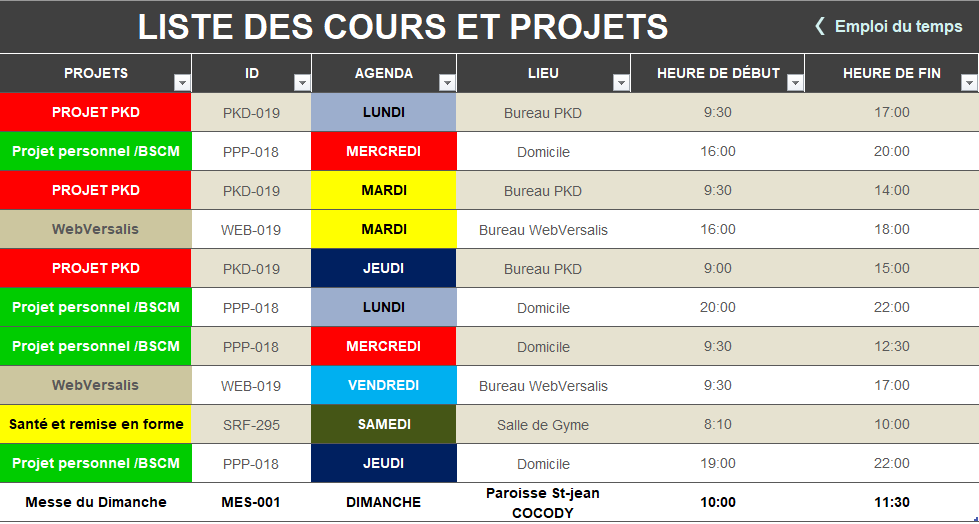 LISTE DES COURS ET PROJETS
Emploi du temps
PROJETS ID AGENDA LIEU HEURE DE DÉBUT HEURE DE FIN
PROJET PKD PKD-019 LUNDI Bureau PKD 9:30 17:00
Projet personnel /BSCM PPP-018 MERCREDI Domicile 16:00 20:00
PROJET PKD PKD-019 MARDI Bureau PKD 9:30 14:00
WebVersalis WEB-019 MARDI Bureau WebVersalis 16:00 18:00
PROJET PKD PKD-019 JEUDI Bureau PKD 9:00 15:00
Projet personnel /BSCM PPP-018 LUNDI Domicile 20:00 22:00
Projet personnel /BSCM PPP-018 MERCREDI Domicile 9:30 12:30
WebVersalis WEB-019 VENDREDI Bureau WebVersalis 9:30 17:00
Santé et remise en forme SRF-295 SAMEDI Salle de Gyme 8:10 10:00
Projet personnel /BSCM PPP-018 JEUDI Domicile 19:00 22:00
Messe du Dimanche MES-001 DIMANCHE Paroisse St-jean COCODY 10:00 11:30